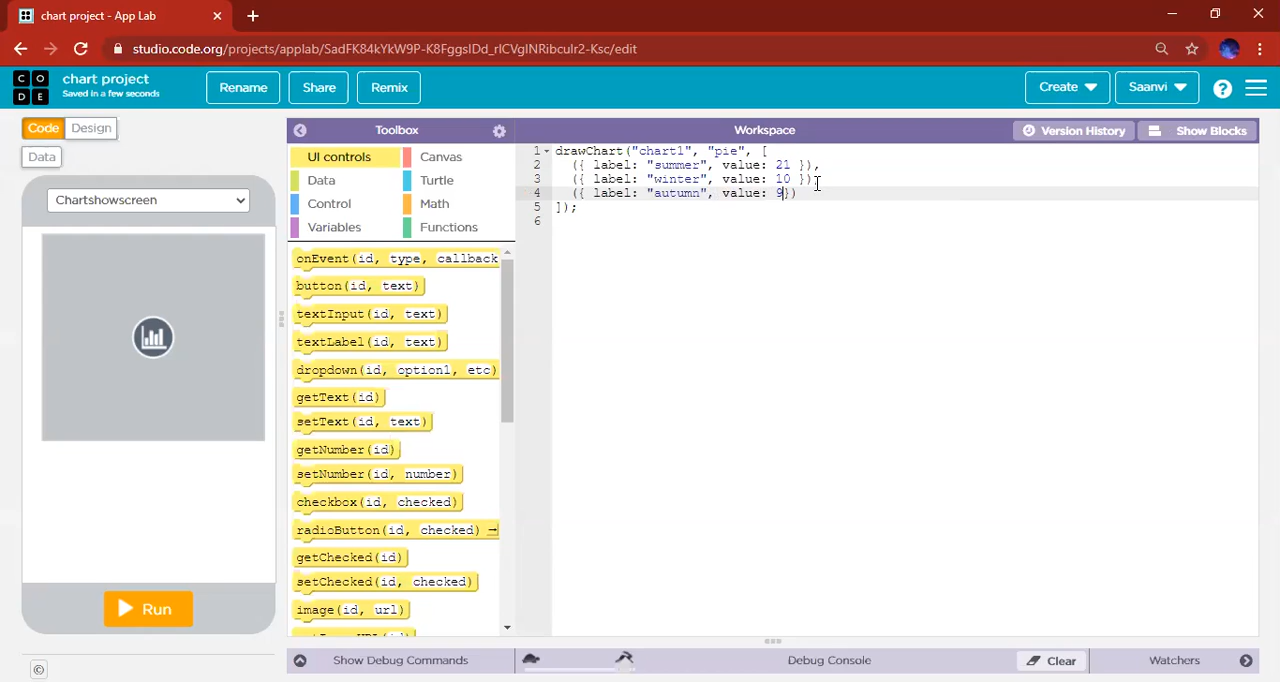 chart project - App Lab
studio.code.org/projects/applab/SadFK84kYkW9P-K8FggsIDd_rlCVglNRibculr2-Ksc/edit
CO
DE
chart project
Saved in a few seconds
Rename
Share
Remix
Create
Saanvi
?
Code
Design
Data
Chartshowscreen
Run
Toolbox
UI controls
Canvas
Data
Turtle
Control
Math
Variables
Functions
onEvent(id, type, callback
button(id, text)
textInput(id, text)
textLabel(id, text)
dropdown(id, option1, etc)
getText(id)
setText(id, text)
getNumber(id)
setNumber(id, number)
checkbox(id, checked)
radioButton(id, checked)
getChecked(id)
setChecked(id, checked)
image(id, url)
Workspace
Version History
Show Blocks
1 drawChart("chart1", "pie", [
2 ({ label: "summer", value: 21 }),
3 ({ label: "winter", value: 10 }),
4 ({ label: "autumn", value: 9})
5 ]);
6
Show Debug Commands
Debug Console
Clear
Watchers
©